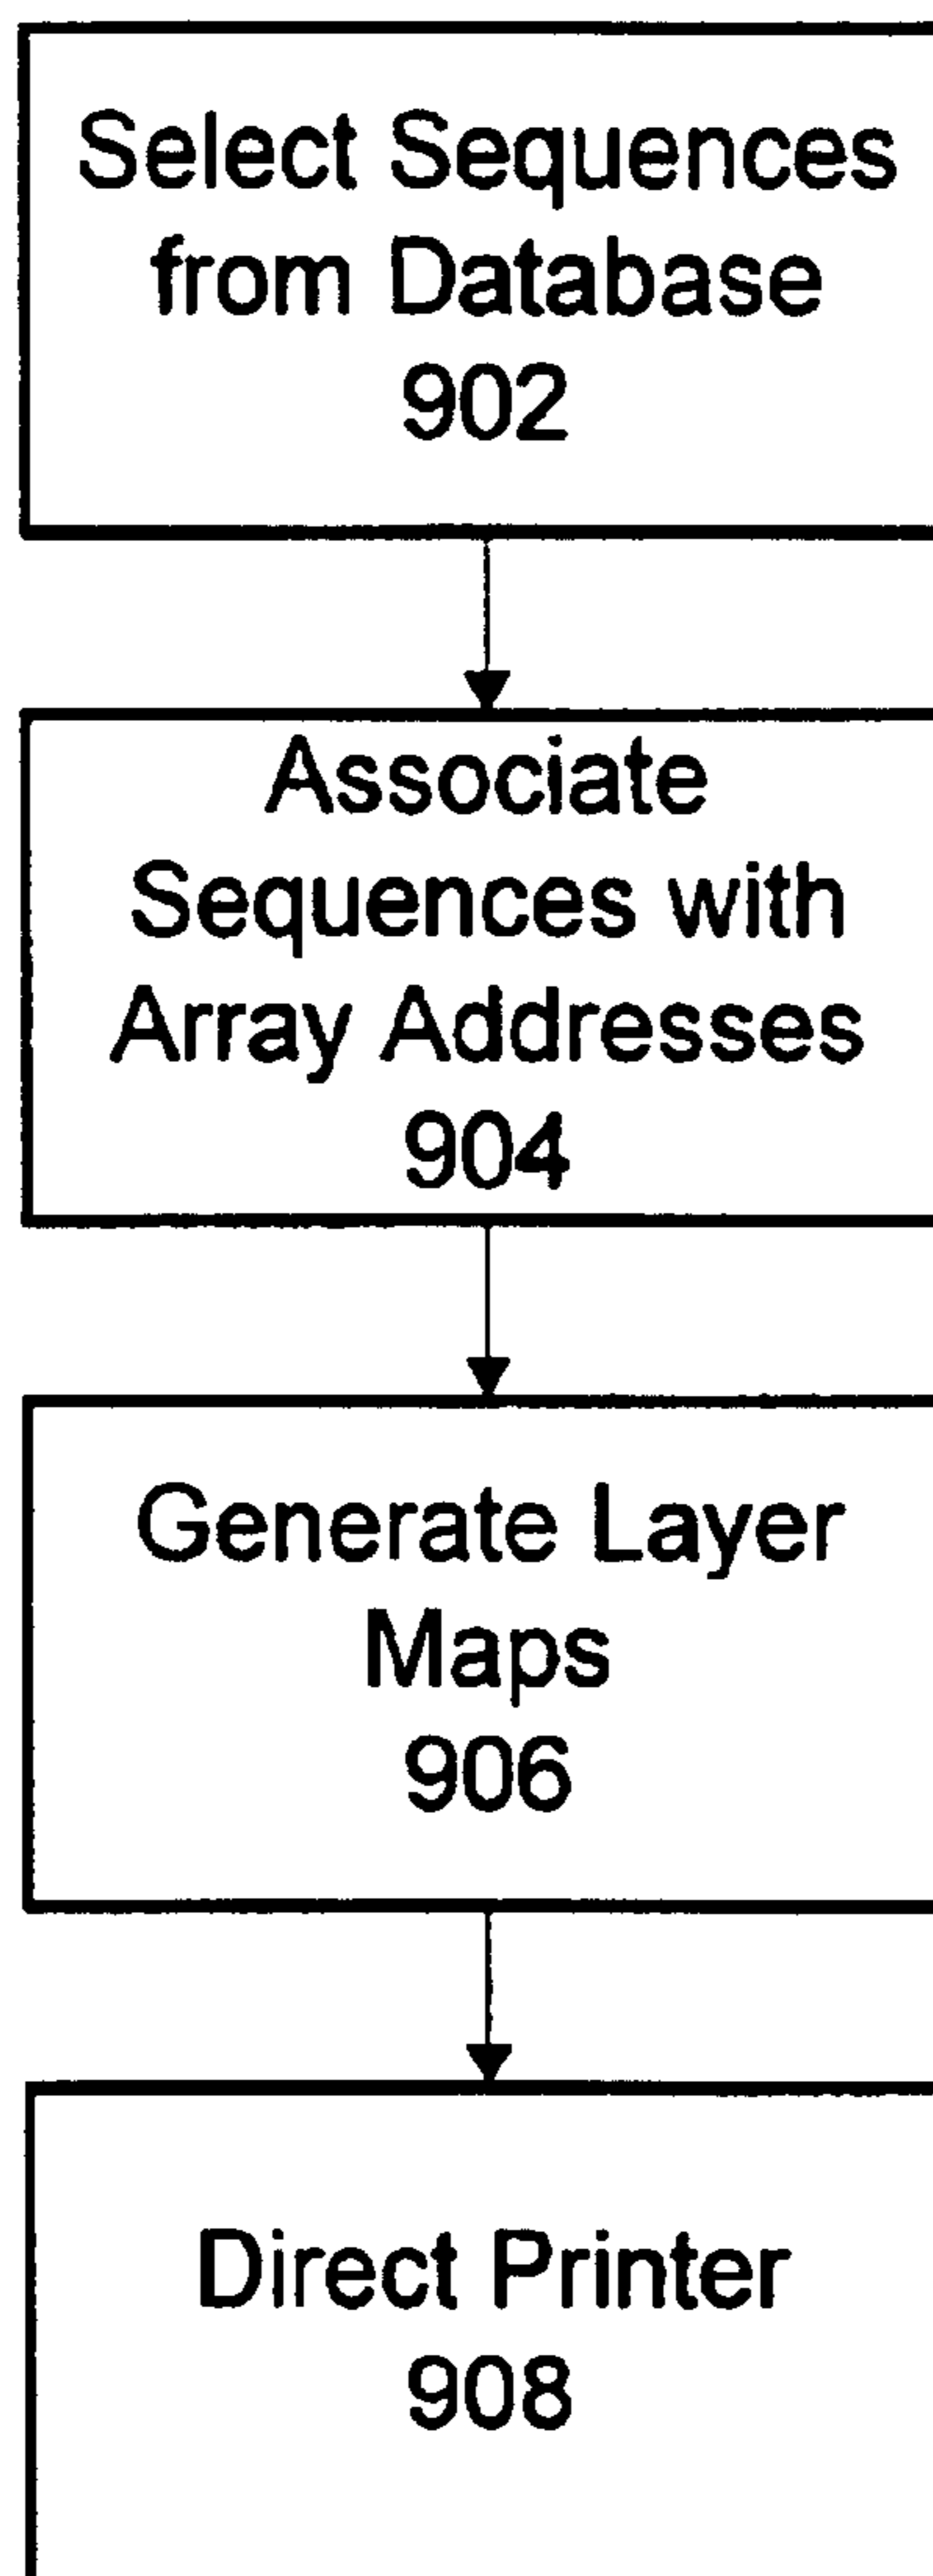 Select Sequences
from Database
902
Associate
Sequences with
Array Addresses
904
Generate Layer
Maps
906
Direct Printer
908